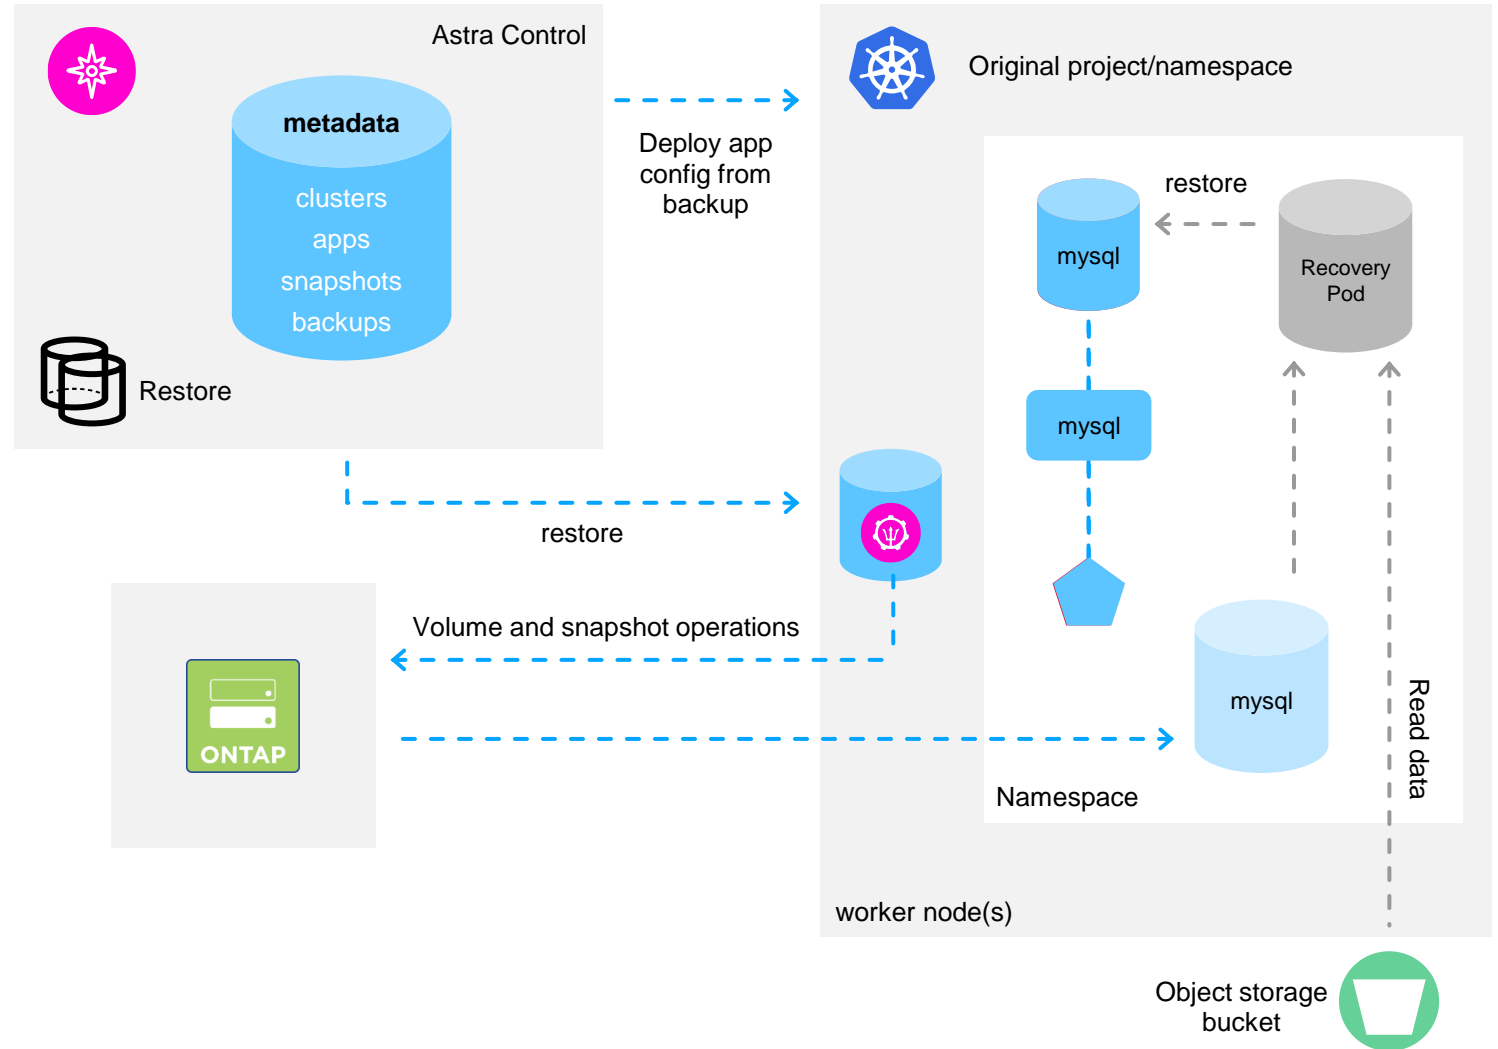 Astra Control
metadata
clusters
apps
snapshots
backups
Restore
Deploy app
config from
backup
restore
Volume and snapshot operations
ONTAP
Original project/namespace
restore
mysql
Recovery
Pod
mysql
mysql
Read data
Namespace
worker node(s)
Object storage
bucket